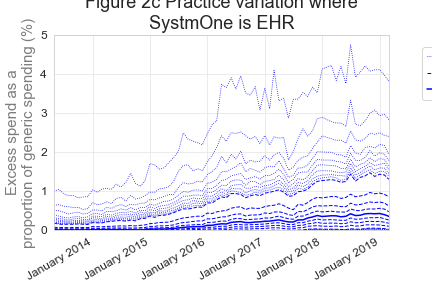 Figure 2c Practice variation where
SystmOne is EHR
Excess spend as a
proportion of generic spending (%)
5
4
3
2
1
0
January 2014
January 2015
January 2016
January 2017
January 2018
January 2019